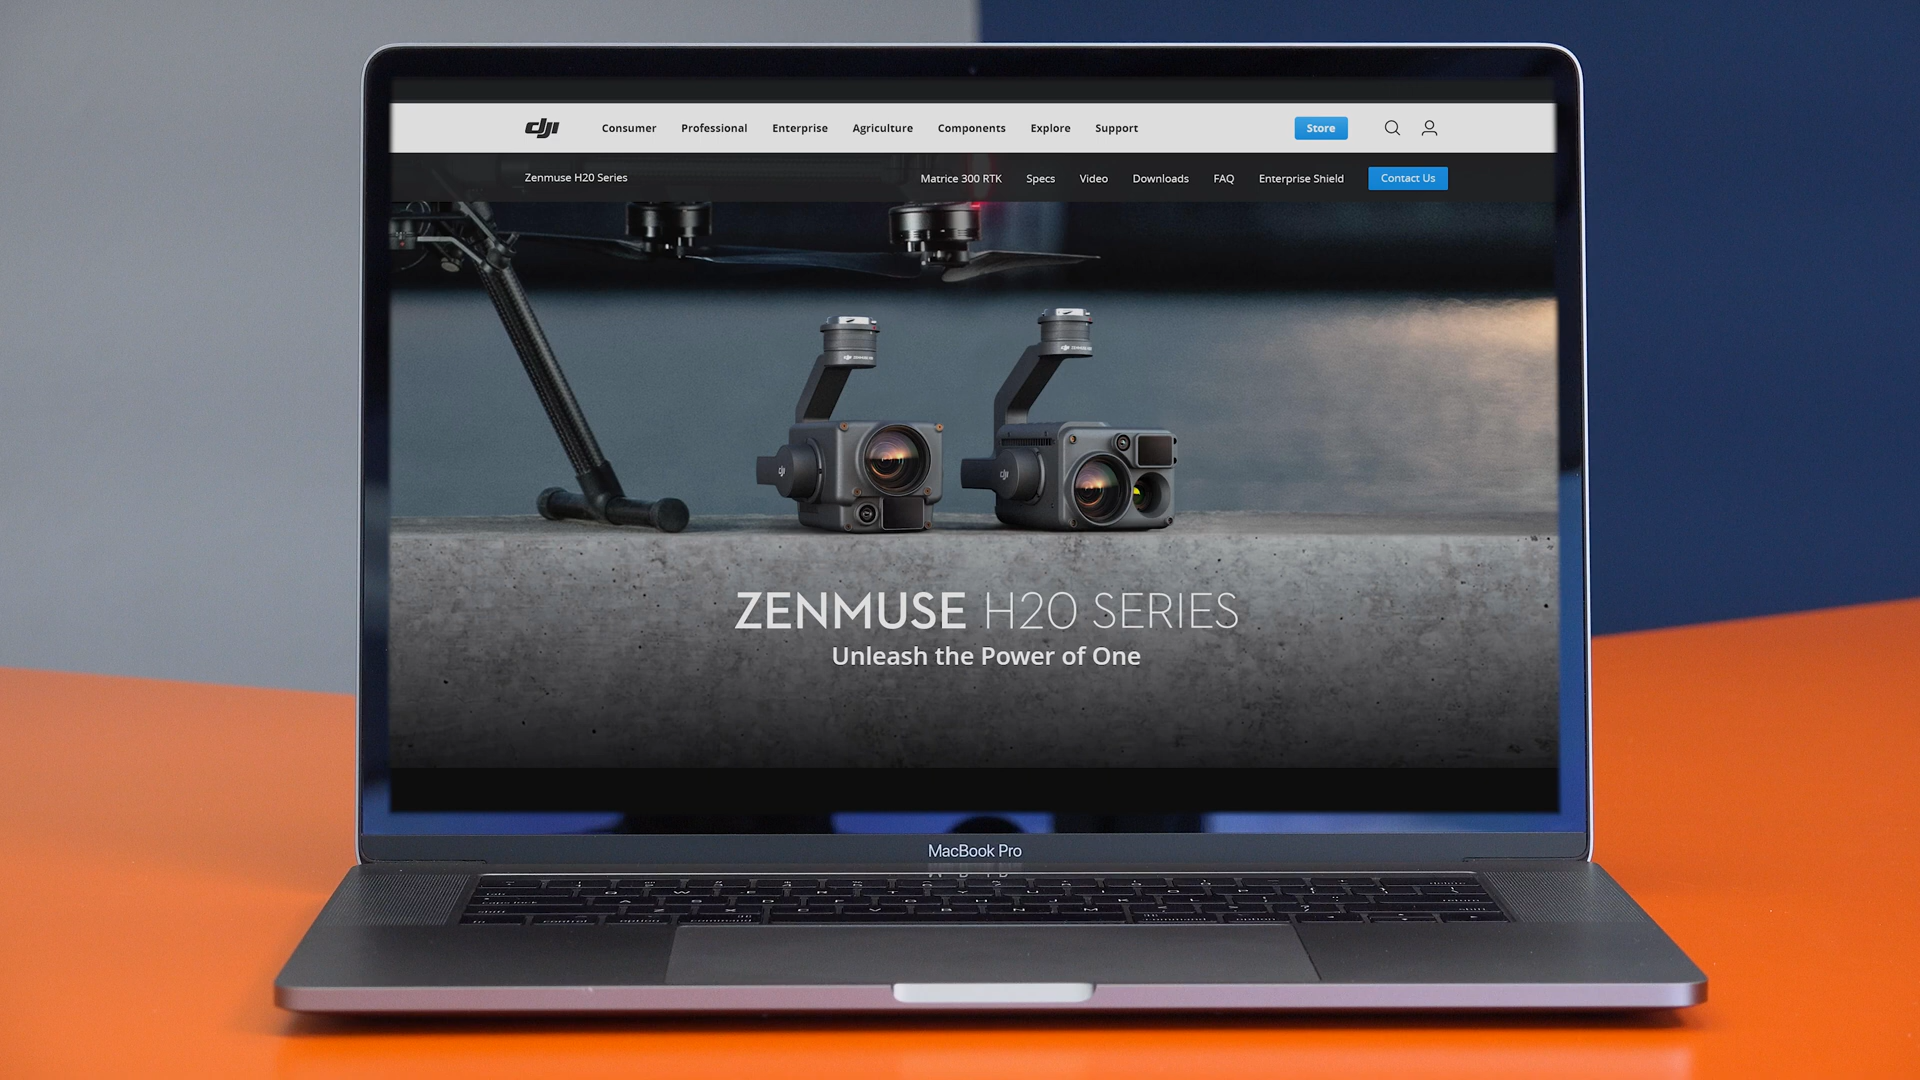 dji Consumer Professional Enterprise Agriculture Components Explore Support Store
Zenmuse H20 Series Matrice 300 RTK Specs Video Downloads FAQ Enterprise Shield Contact Us
ZENMUSE H20 SERIES
Unleash the Power of One
MacBook Pro